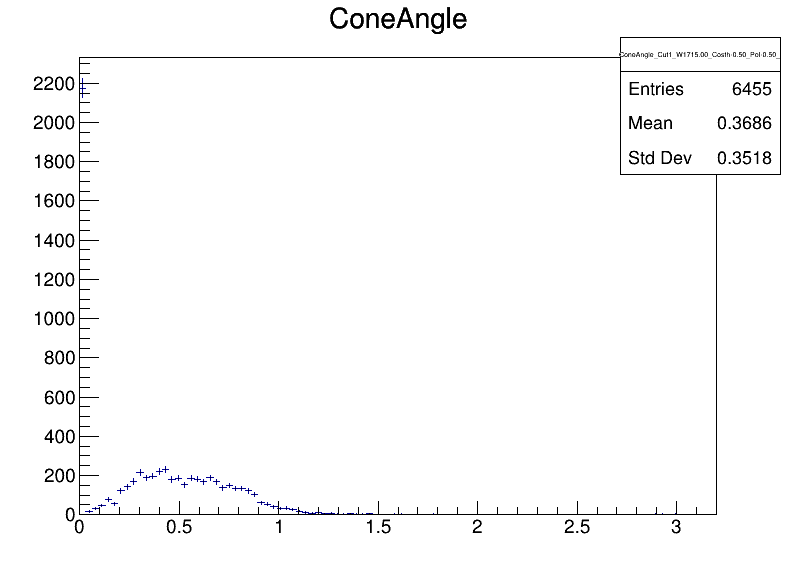 ConeAngle
ConeAngle_Cut1_W1715.00_Costh-0.50_Pol-0.50_
Entries 6455
Mean 0.3686
Std Dev 0.3518
2200
2000
1800
1600
1400
1200
1000
800
600
400
200
0
0 0.5 1 1.5 2 2.5 3